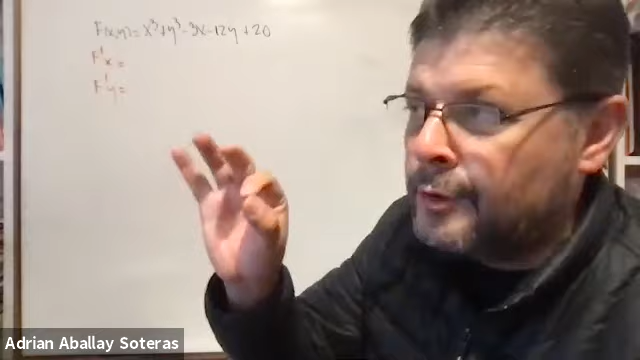 F(x,y)=x³+y³-3x-12y+20
F'x=
F'y=
Adrian Aballay Soteras